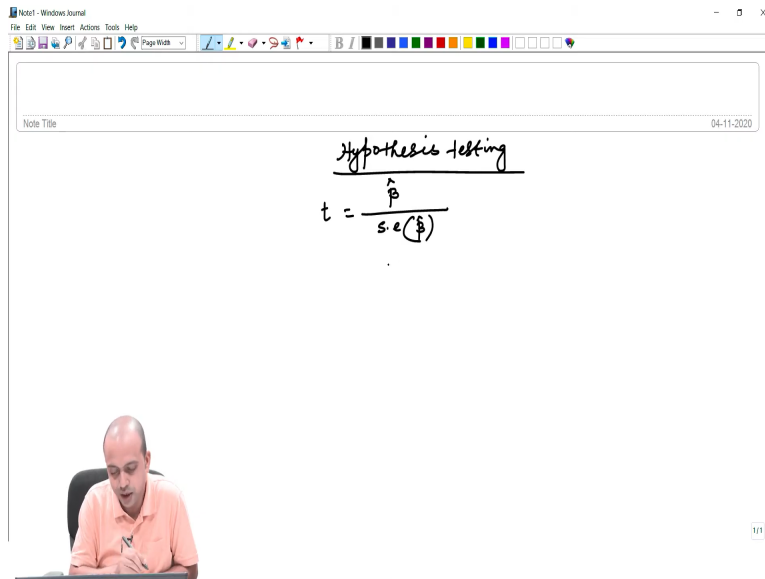 Note1 - Windows Journal
File Edit View Insert Actions Tools Help
Page Width
B I
Note Title
04-11-2020
Hypothesis testing
t = β̂ / s.e(β̂)
1/1